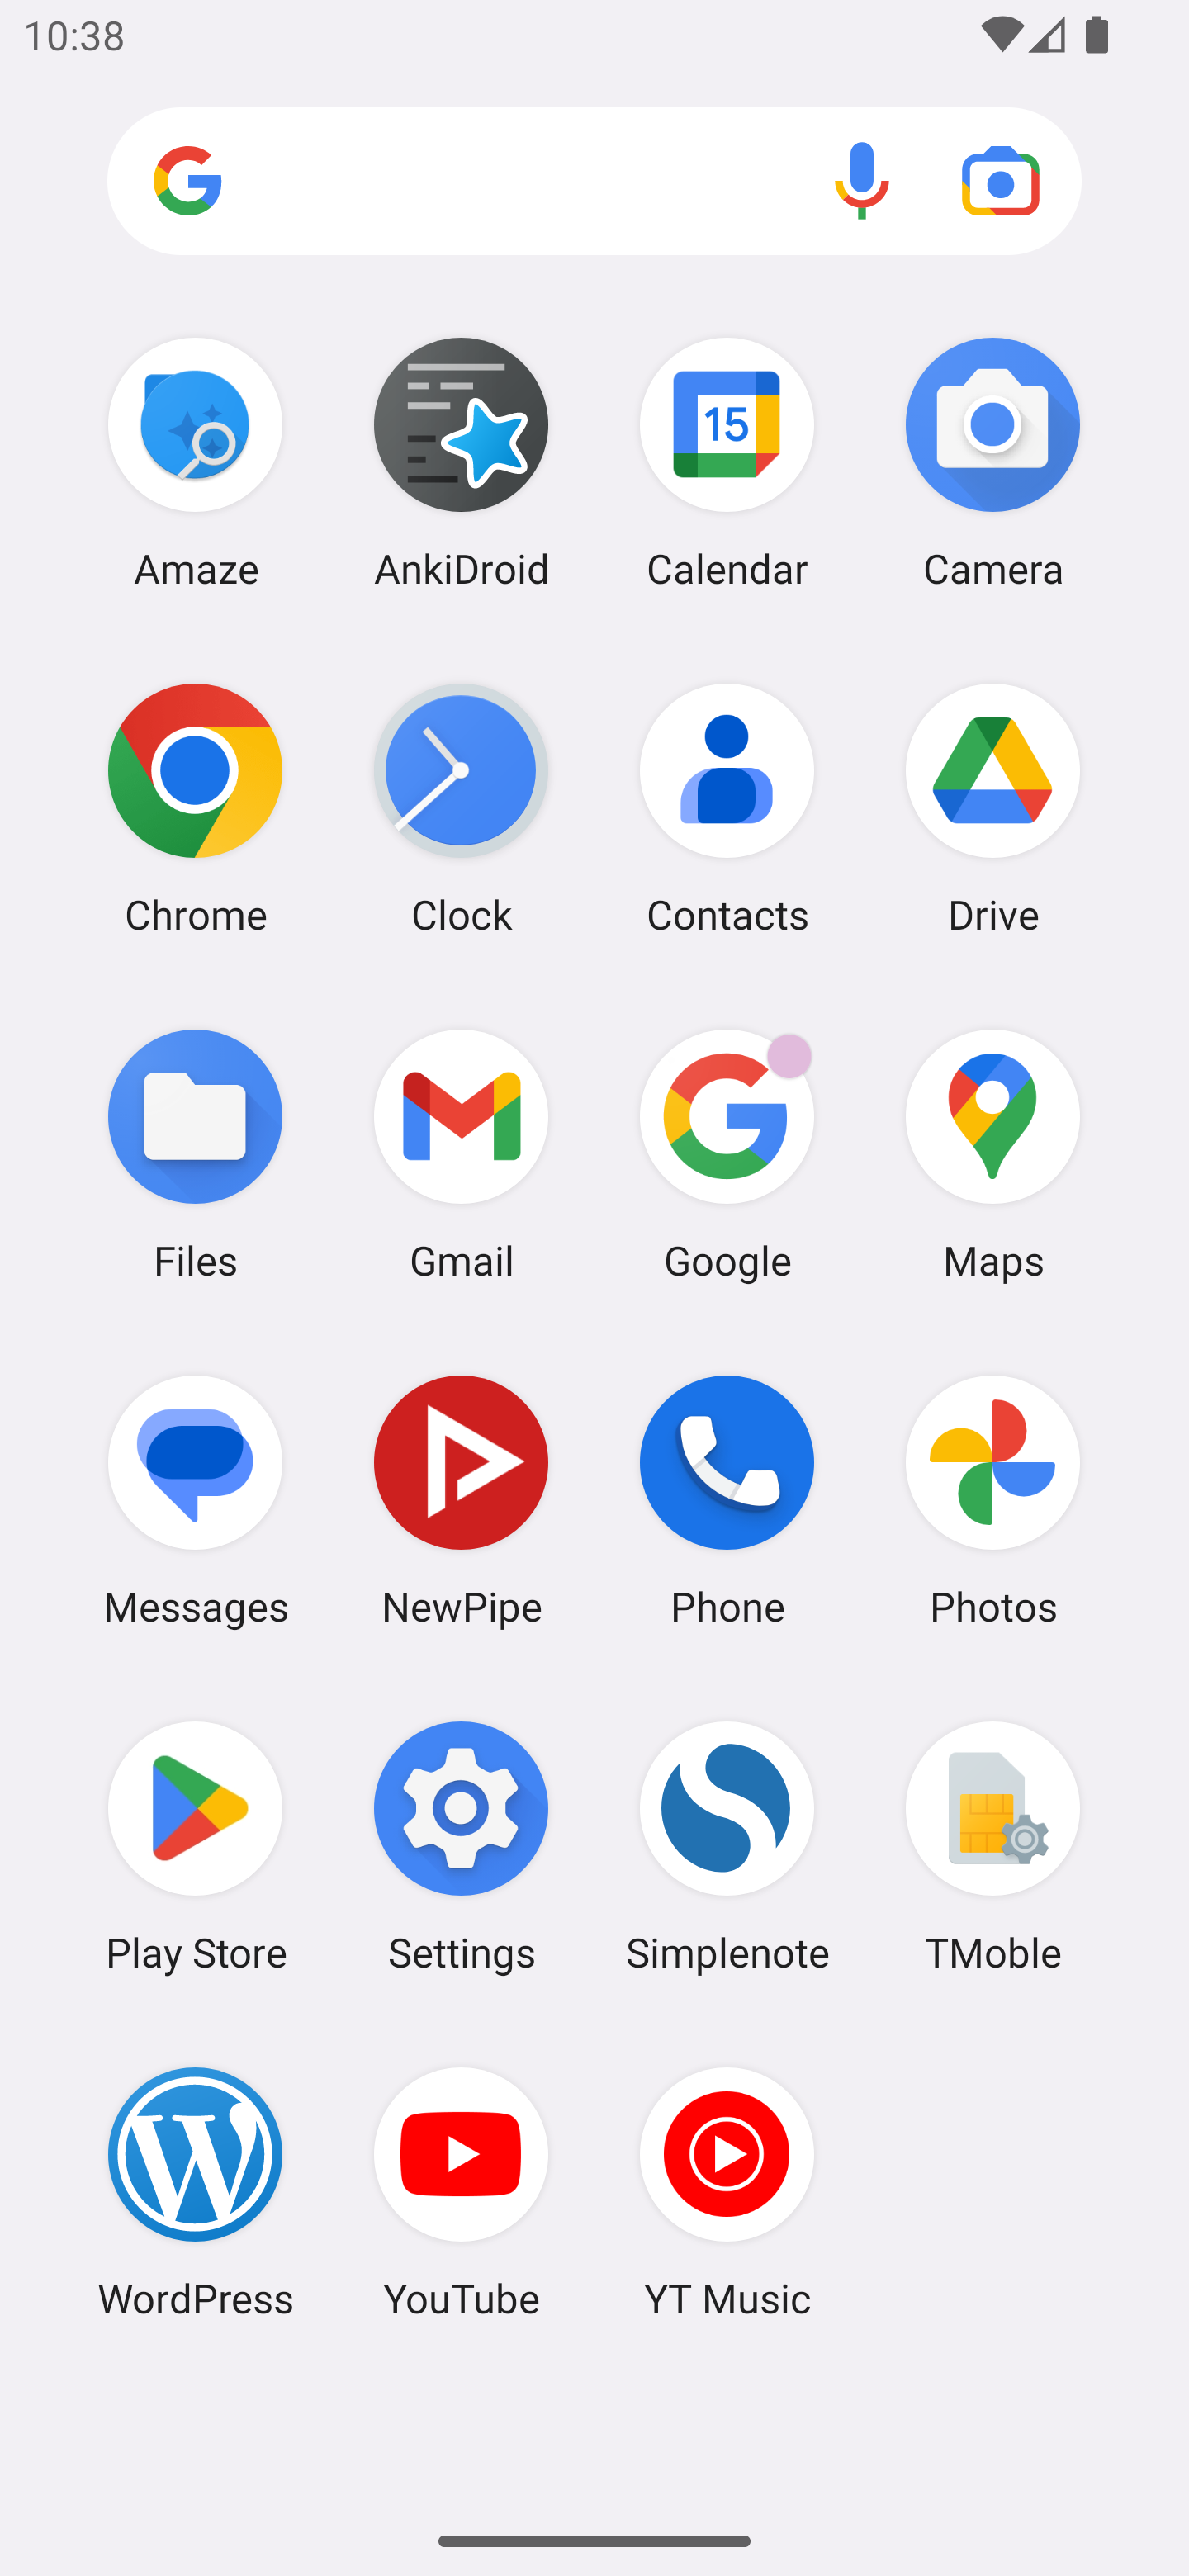 10:38
Amaze
AnkiDroid
15
Calendar
Camera
Chrome
Clock
Contacts
Drive
Files
Gmail
Google
Maps
Messages
NewPipe
Phone
Photos
Play Store
Settings
Simplenote
TMoble
WordPress
YouTube
YT Music